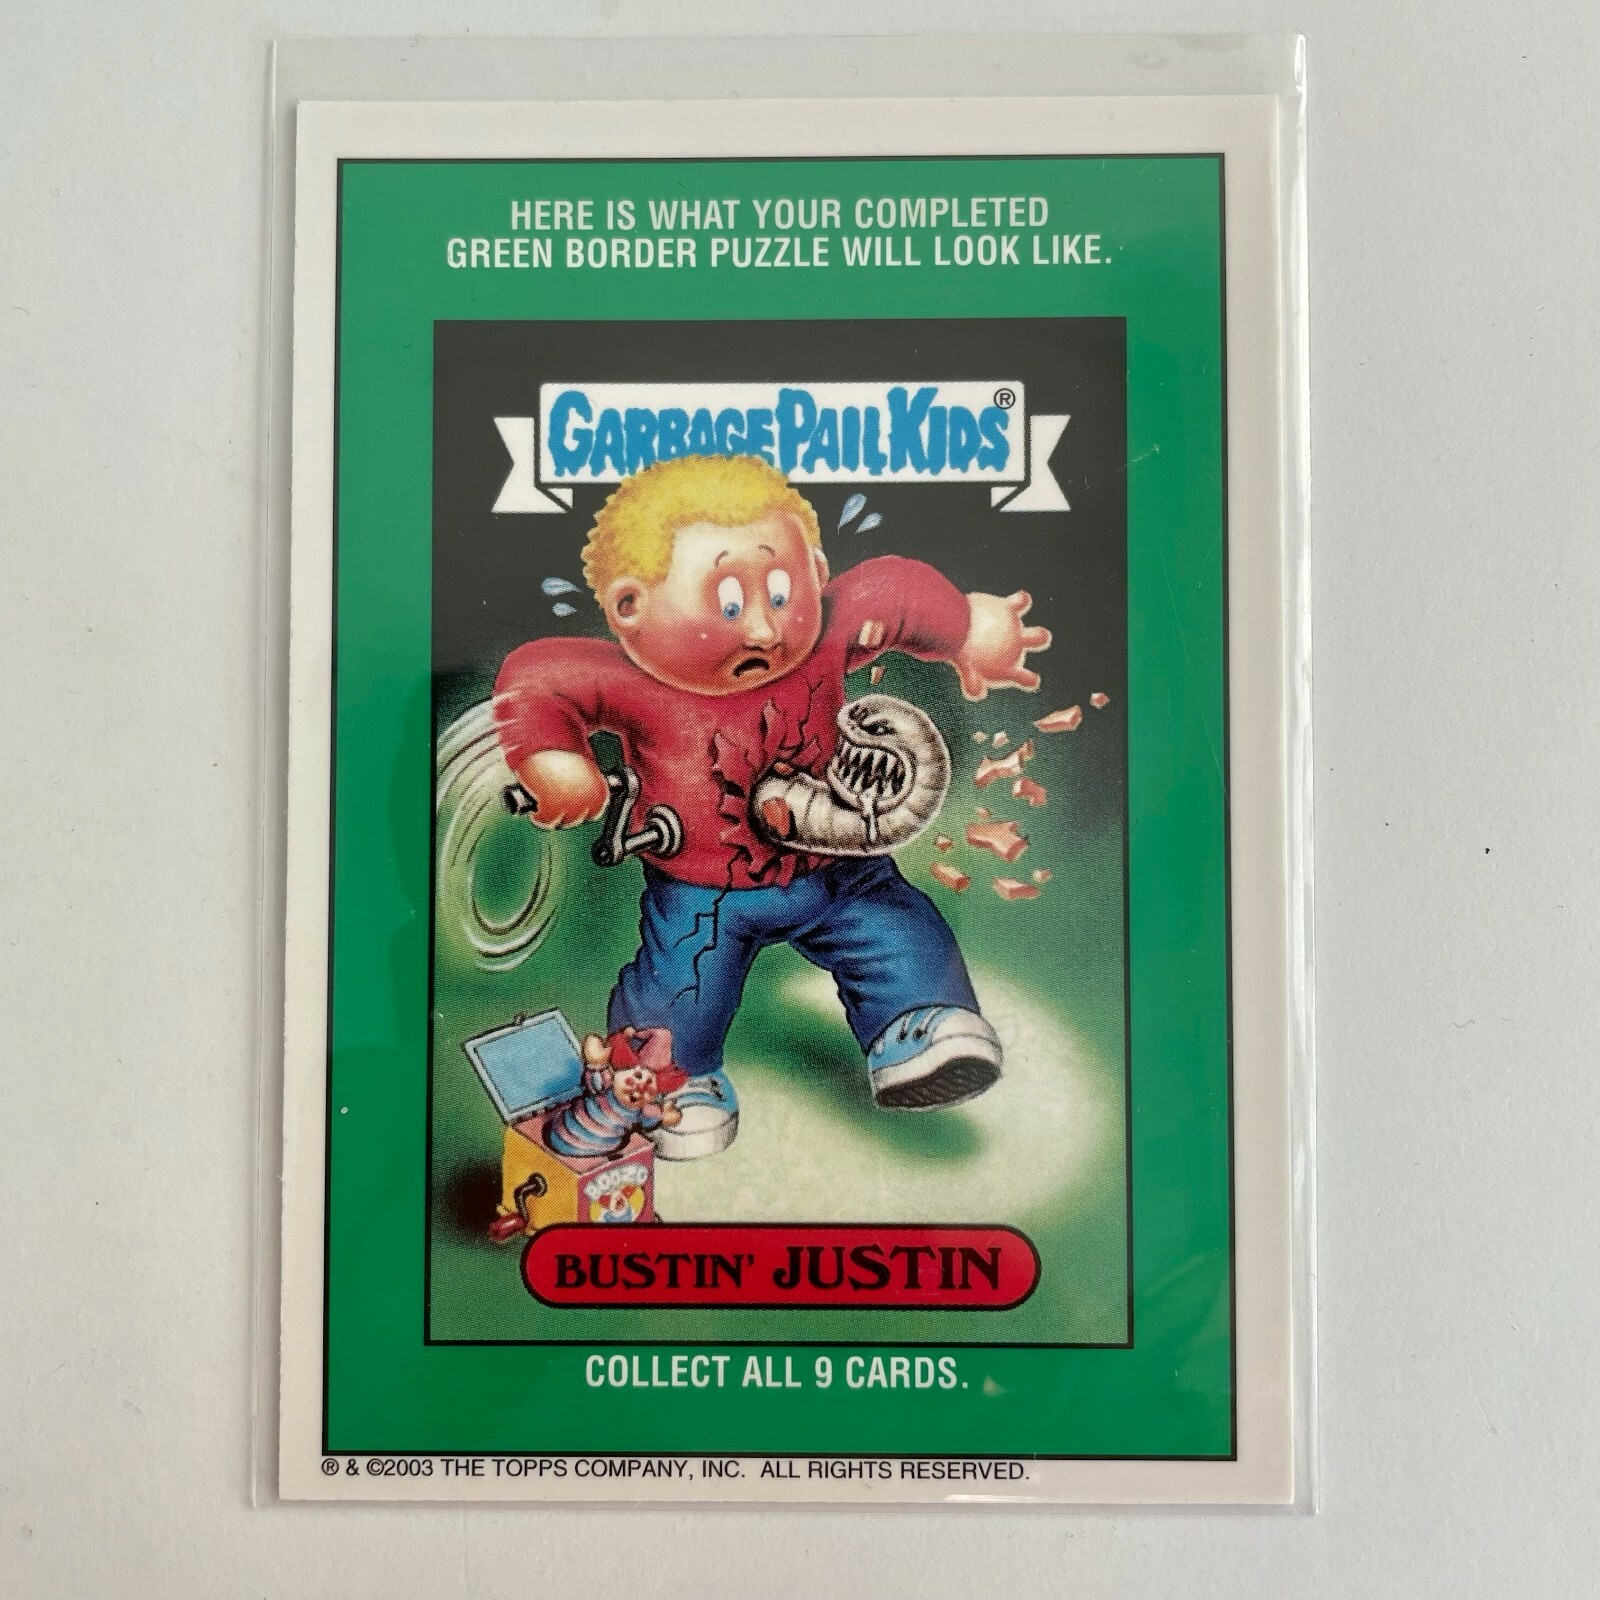 HERE IS WHAT YOUR COMPLETED
GREEN BORDER PUZZLE WILL LOOK LIKE.
GARBAGE PAIL KIDS®
BOOZO
BUSTIN' JUSTIN
COLLECT ALL 9 CARDS.
® & ©2003 THE TOPPS COMPANY, INC. ALL RIGHTS RESERVED.